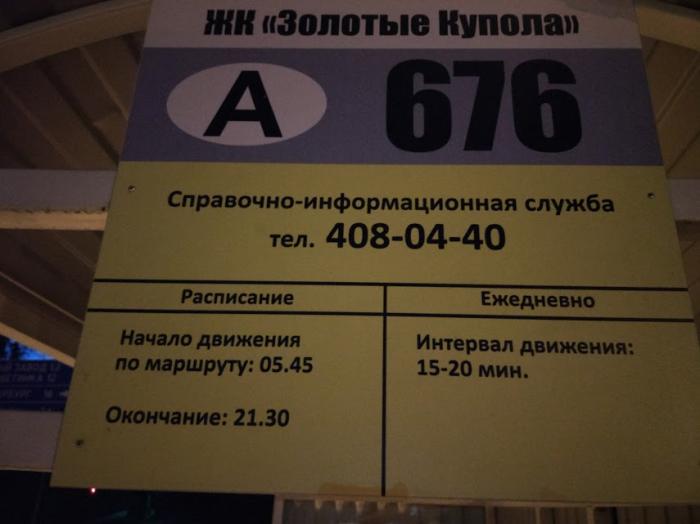 ЖК «Золотые Купола»
А 676
Справочно-информационная служба
тел. 408-04-40
Расписание
Ежедневно
Начало движения
по маршруту: 05.45
Окончание: 21.30
Интервал движения:
15-20 мин.